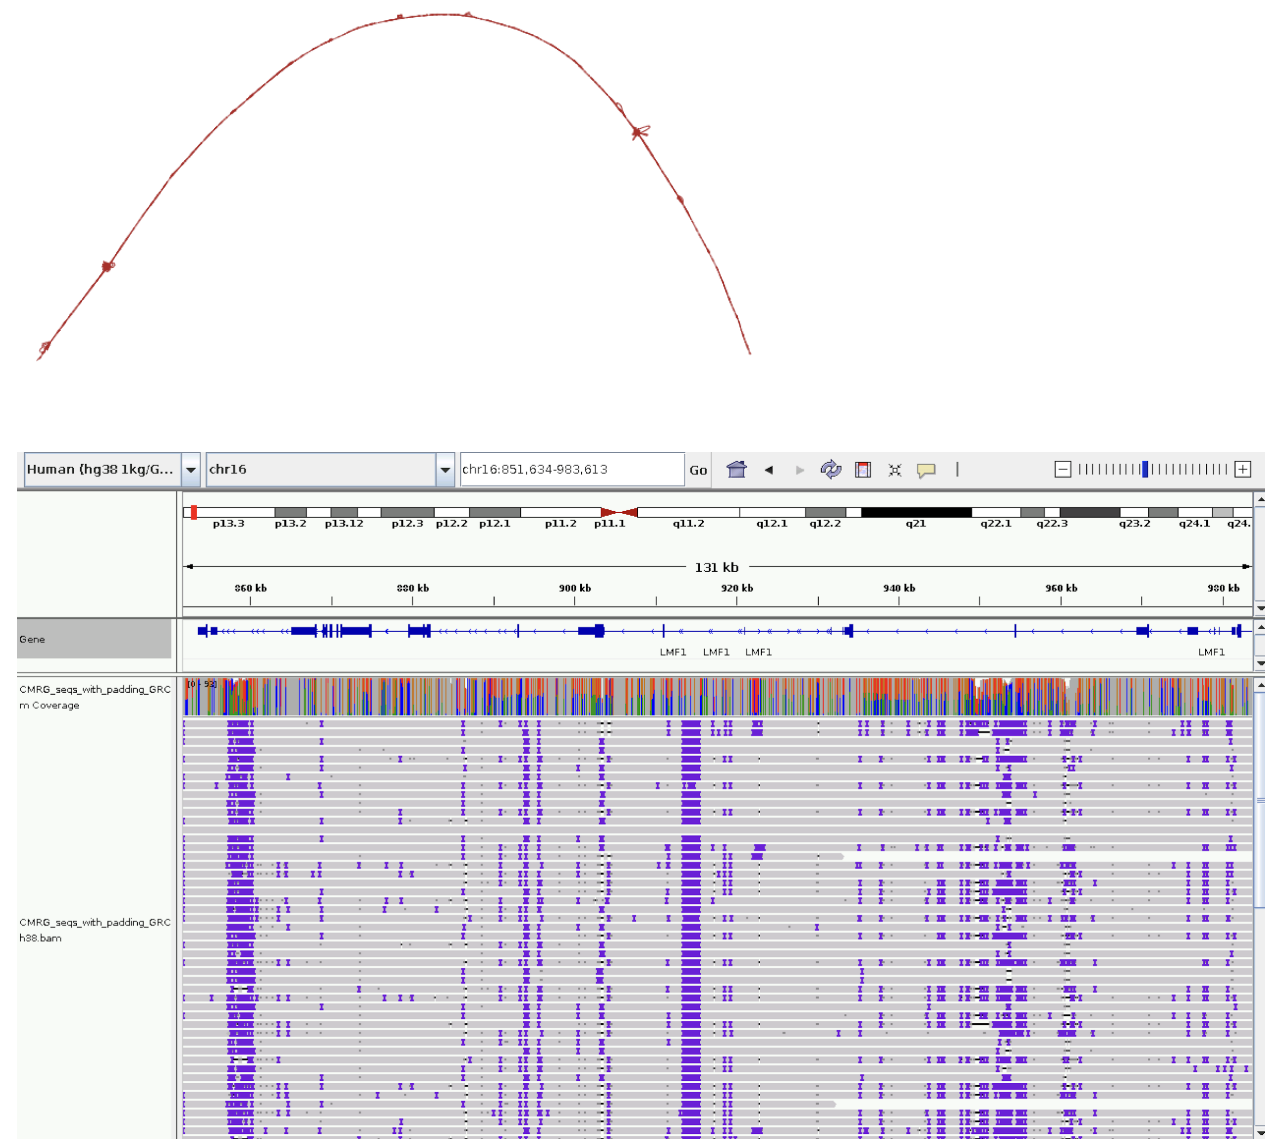 Human (hg38 1kg/G... chr16 chr16:851,634-983,613 Go
p13.3 p13.2 p13.12 p12.3 p12.2 p12.1 p11.2 p11.1 q11.2 q12.1 q12.2 q21 q22.1 q22.3 q23.2 q24.1 q24.
131 kb
860 kb 880 kb 900 kb 920 kb 940 kb 960 kb 980 kb
Gene
LMF1 LMF1 LMF1 LMF1
CMRG_seqs_with_padding_GRC
m Coverage
CMRG_seqs_with_padding_GRC
h38.bam